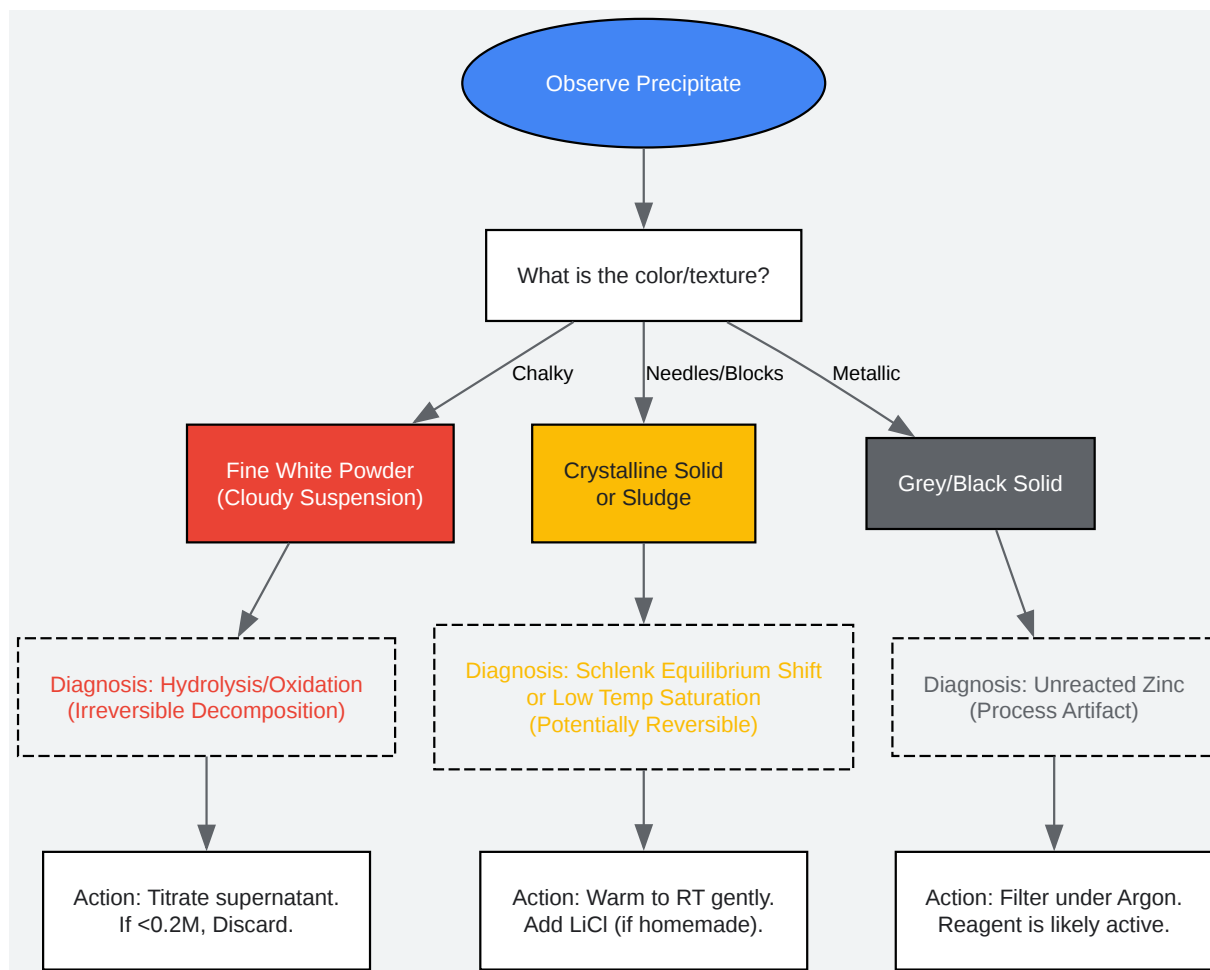 Observe Precipitate
What is the color/texture?
Chalky
Needles/Blocks
Metallic
Fine White Powder
(Cloudy Suspension)
Crystalline Solid
or Sludge
Grey/Black Solid
Diagnosis: Hydrolysis/Oxidation
(Irreversible Decomposition)
Diagnosis: Schlenk Equilibrium Shift
or Low Temp Saturation
(Potentially Reversible)
Diagnosis: Unreacted Zinc
(Process Artifact)
Action: Titrate supernatant.
If <0.2M, Discard.
Action: Warm to RT gently.
Add LiCl (if homemade).
Action: Filter under Argon.
Reagent is likely active.